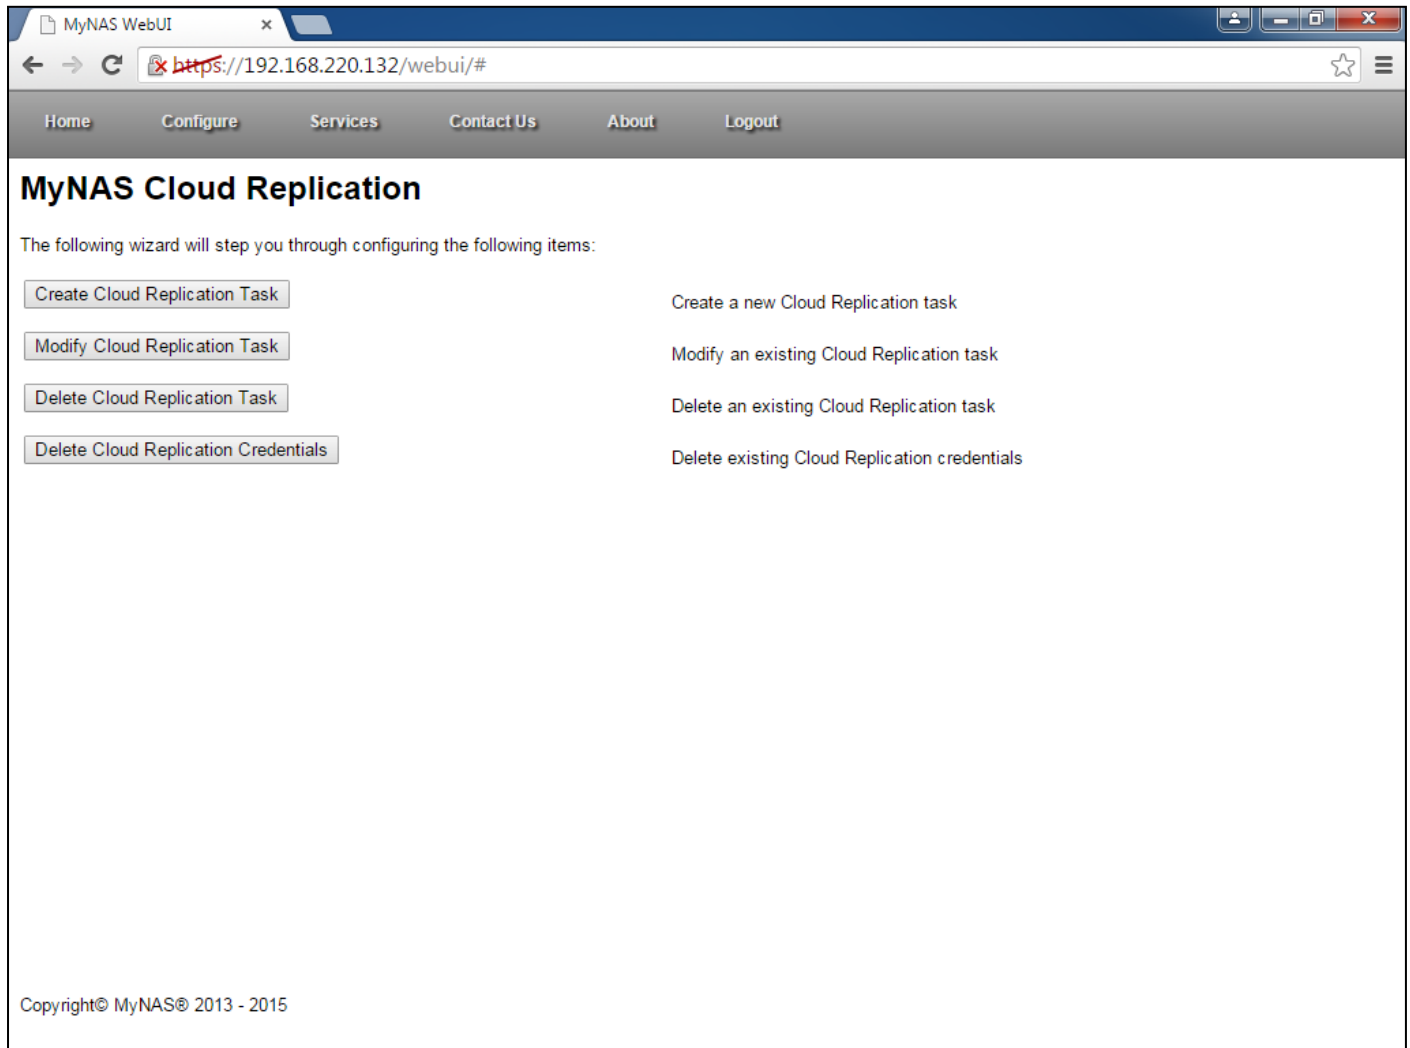 MyNAS WebUI
https://192.168.220.132/webui/#
Home Configure Services Contact Us About Logout
MyNAS Cloud Replication
The following wizard will step you through configuring the following items:
Create Cloud Replication Task Create a new Cloud Replication task
Modify Cloud Replication Task Modify an existing Cloud Replication task
Delete Cloud Replication Task Delete an existing Cloud Replication task
Delete Cloud Replication Credentials Delete existing Cloud Replication credentials
Copyright© MyNAS® 2013 - 2015